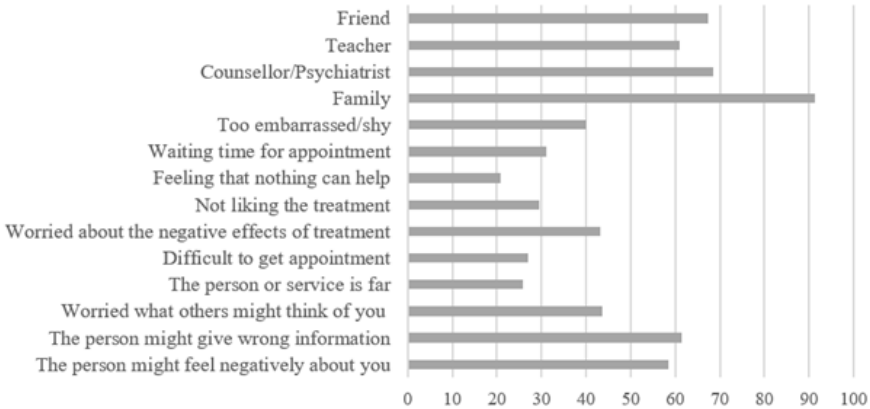 Friend
Teacher
Counsellor/Psychiatrist
Family
Too embarrassed/shy
Waiting time for appointment
Feeling that nothing can help
Not liking the treatment
Worried about the negative effects of treatment
Difficult to get appointment
The person or service is far
Worried what others might think of you
The person might give wrong information
The person might feel negatively about you
0 10 20 30 40 50 60 70 80 90 100